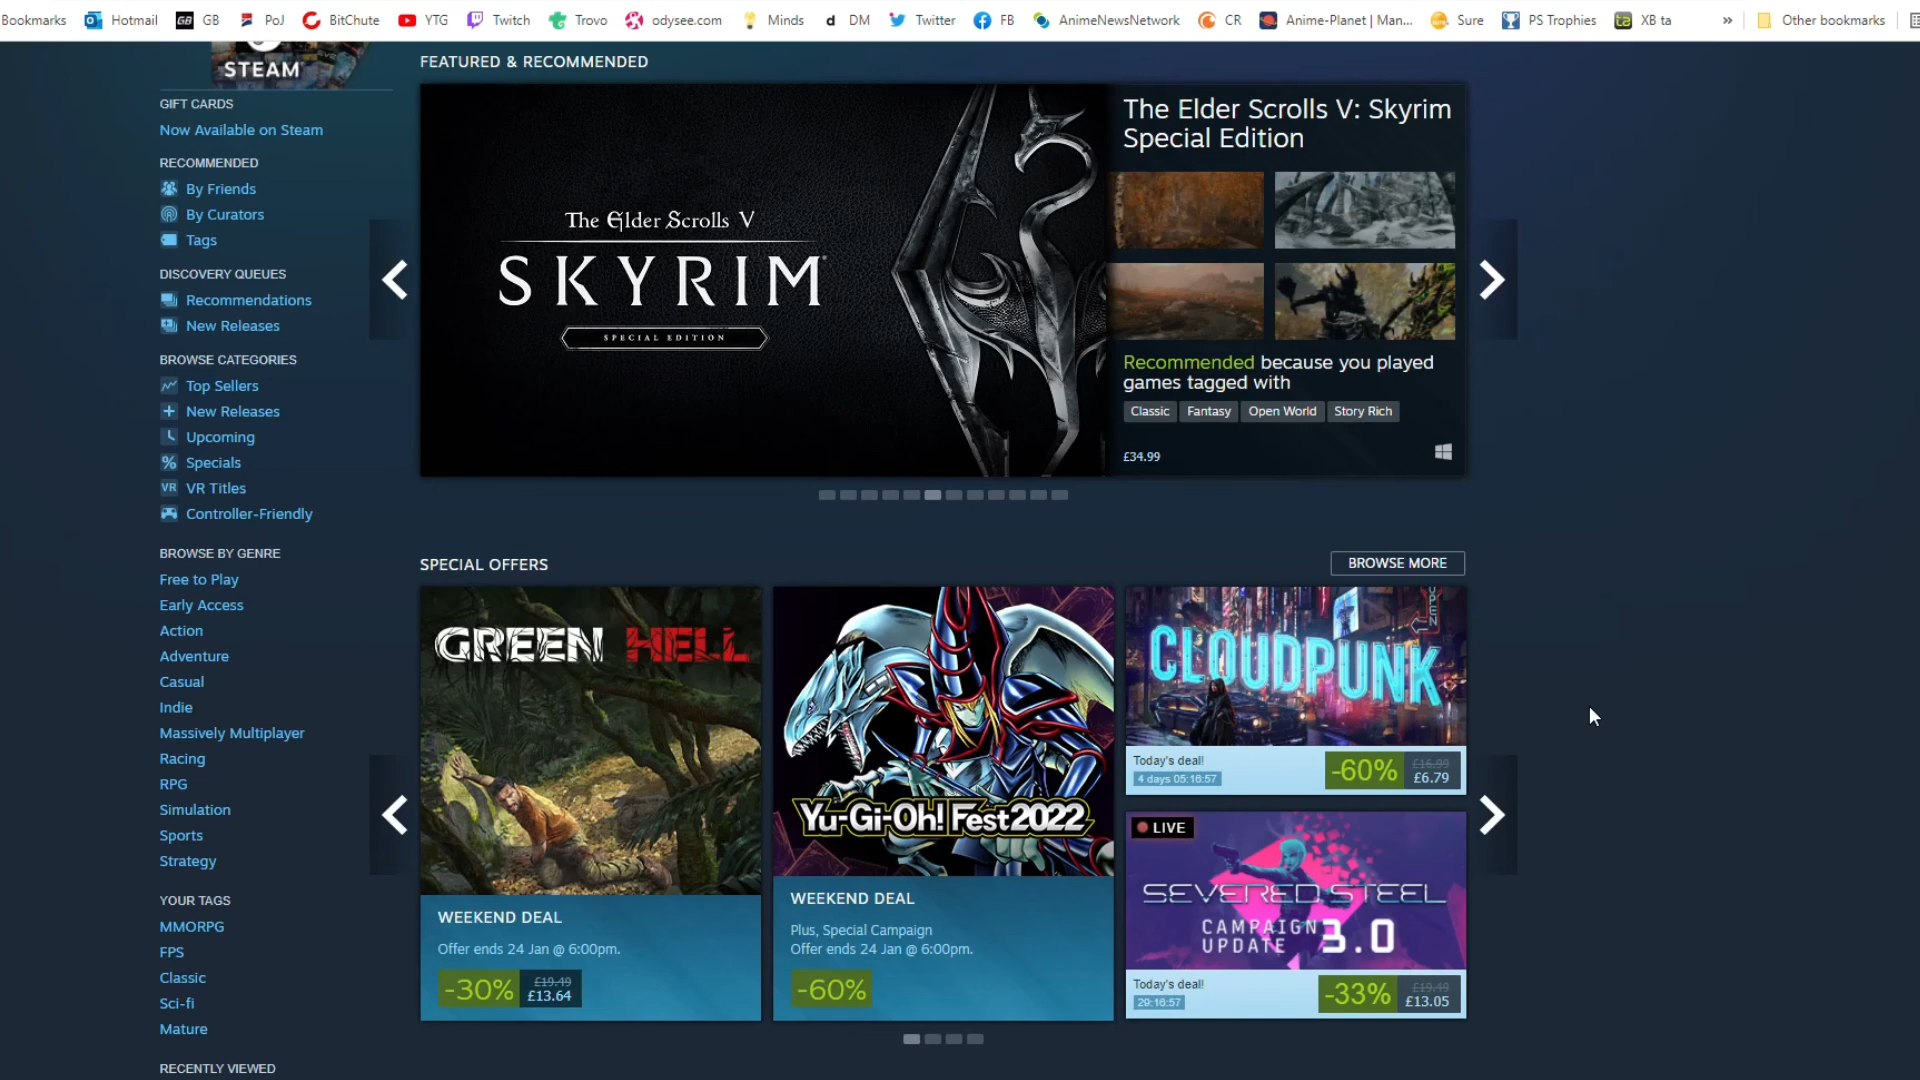 Bookmarks
Hotmail
GB
GB
PoJ
BitChute
YTG
Twitch
Trovo
odysee.com
Minds
d
DM
Twitter
FB
AnimeNewsNetwork
CR
Anime-Planet | Man...
Sure
PS Trophies
ta
XB ta
»
Other bookmarks
STEAM
GIFT CARDS
Now Available on Steam
RECOMMENDED
By Friends
By Curators
Tags
DISCOVERY QUEUES
Recommendations
New Releases
BROWSE CATEGORIES
Top Sellers
New Releases
Upcoming
% Specials
VR VR Titles
Controller-Friendly
BROWSE BY GENRE
Free to Play
Early Access
Action
Adventure
Casual
Indie
Massively Multiplayer
Racing
RPG
Simulation
Sports
Strategy
YOUR TAGS
MMORPG
FPS
Classic
Sci-fi
Mature
RECENTLY VIEWED
FEATURED & RECOMMENDED
The Elder Scrolls V
SKYRIM
SPECIAL EDITION
The Elder Scrolls V: Skyrim
Special Edition
Recommended because you played
games tagged with
Classic
Fantasy
Open World
Story Rich
£34.99
SPECIAL OFFERS
BROWSE MORE
GREEN HELL
WEEKEND DEAL
Offer ends 24 Jan @ 6:00pm.
-30%
£19.49
£13.64
Yu-Gi-Oh! Fest 2022
WEEKEND DEAL
Plus, Special Campaign
Offer ends 24 Jan @ 6:00pm.
-60%
CLOUDPUNK
Today's deal!
4 days 05:16:57
-60%
£16.99
£6.79
LIVE
SEVERED STEEL
CAMPAIGN
UPDATE
3.0
Today's deal!
29:16:57
-33%
£19.49
£13.05